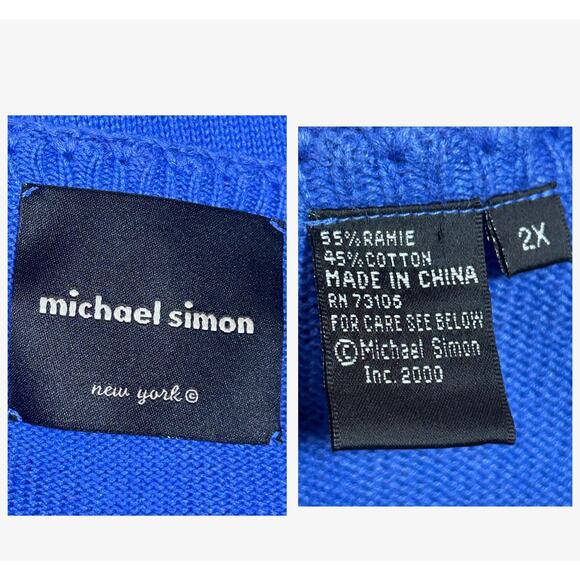 michael simon
new york ©
55% RAMIE
45% COTTON
MADE IN CHINA
RN 73105
FOR CARE SEE BELOW
© Michael Simon
Inc. 2000
2X